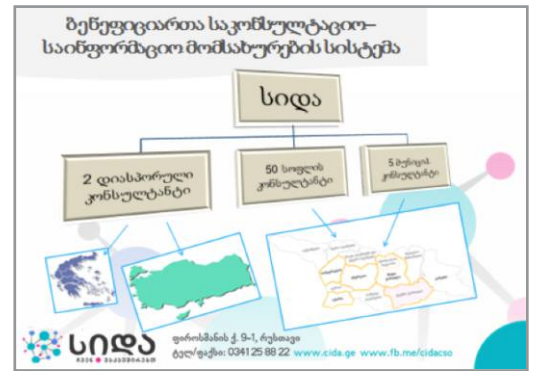 ბენეფიციართა საკონსულტაციო–
საინფორმაციო მომსახურების სისტემა
სიდა
2 დიასპორული
კონსულტანტი
50 სოფლის
კონსულტანტი
5 მუნიციპ.
კონსულტანტი
სიდა
ფიროსმანის ქ. 9-1, რუსთავი
ტელ/ფაქსი: 0341 25 88 22 www.cida.ge www.fb.me/cidacso